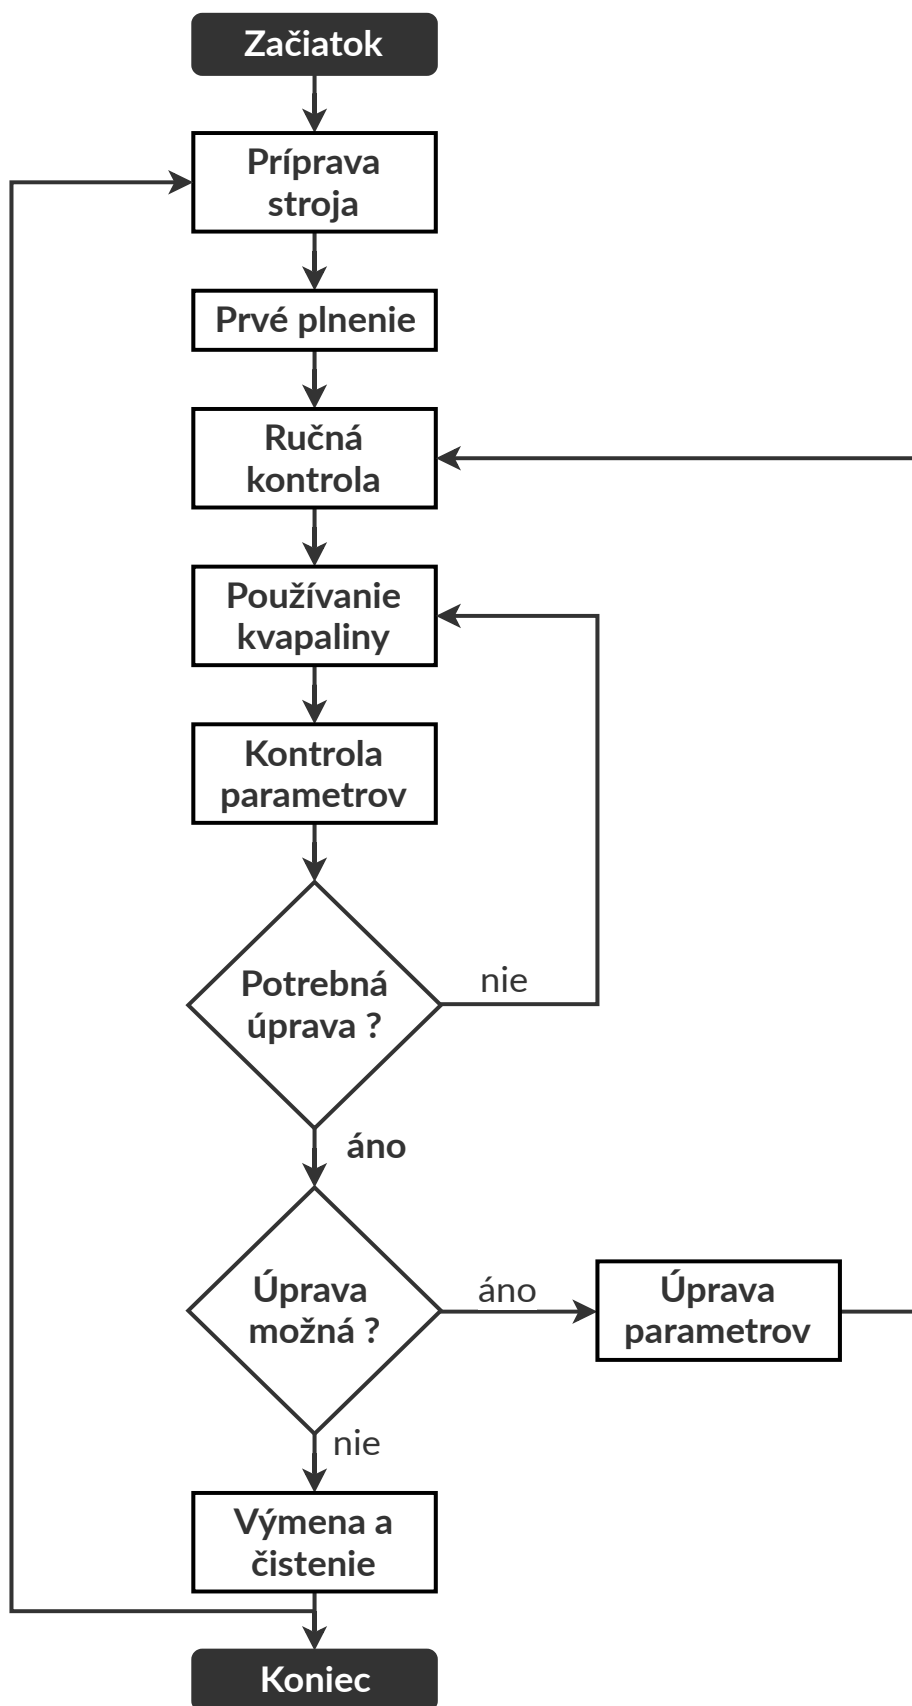 Začiatok
Príprava
stroja
Prvé plnenie
Ručná
kontrola
Používanie
kvapaliny
Kontrola
parametrov
Potrebná
úprava ?
nie
áno
Úprava
možná ?
áno
Úprava
parametrov
nie
Výmena a
čistenie
Koniec